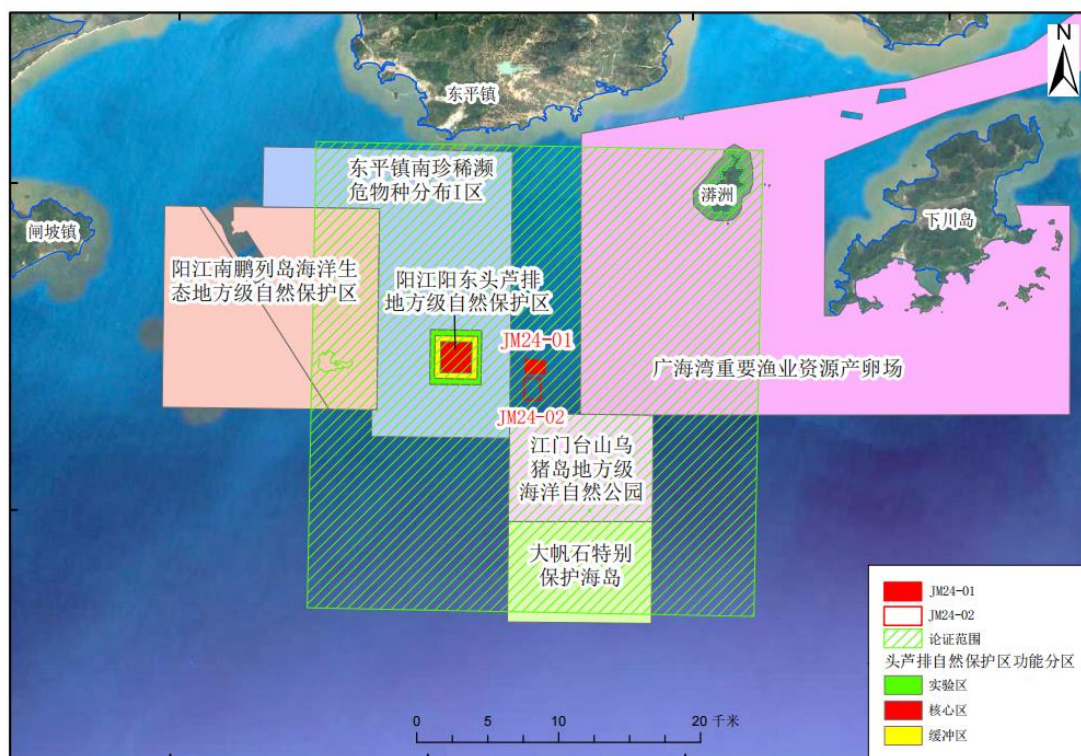 N
东平镇
东平镇南珍稀濒
危物种分布I区
漭洲
闸坡镇
下川岛
阳江南鹏列岛海洋生
态地方级自然保护区
阳江阳东头芦排
地方级自然保护区
JM24-01
广海湾重要渔业资源产卵场
JM24-02
江门台山乌
猪岛地方级
海洋自然公园
大帆石特别
保护海岛
JM24-01
JM24-02
论证范围
头芦排自然保护区功能分区
实验区
核心区
缓冲区
0 5 10 20 千米